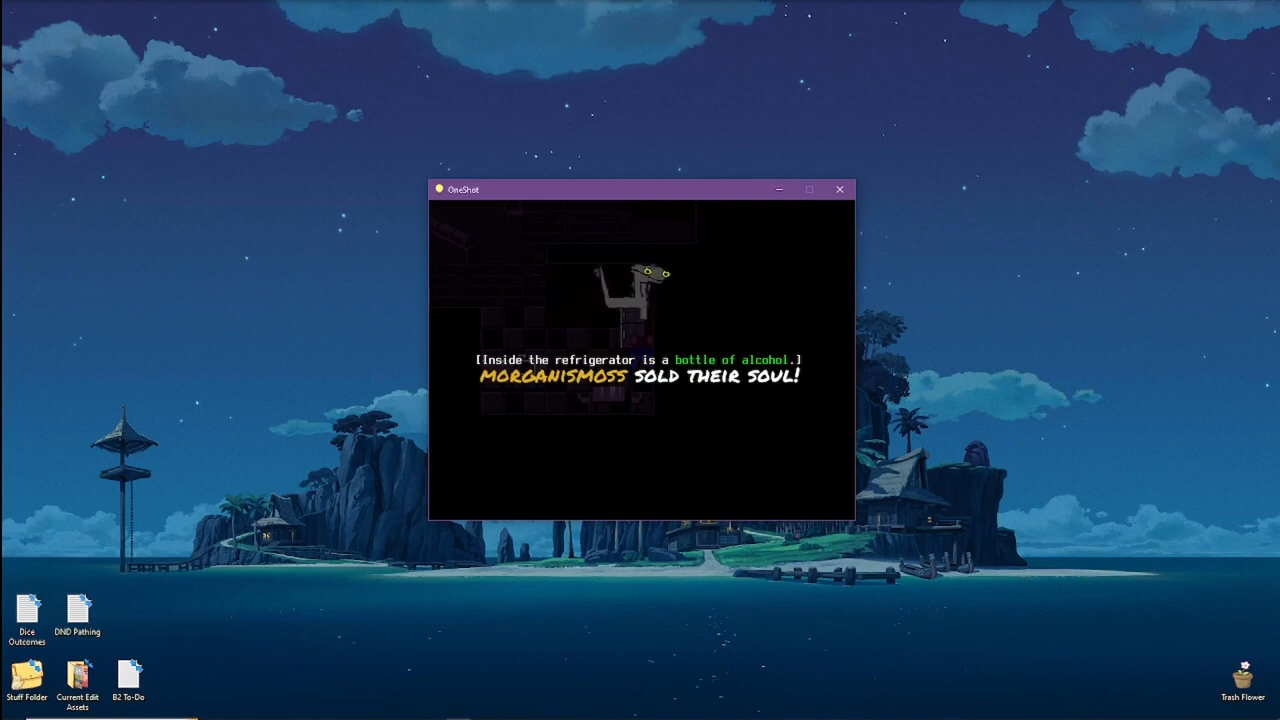 OneShot
[Inside the refrigerator is a bottle of alcohol.]
MORGANISMOSS SOLD THEIR SOUL!
Dice
Outcomes
DND Pathing
Stuff Folder
Current Edit
Assets
B2 To-Do
Trash Flower